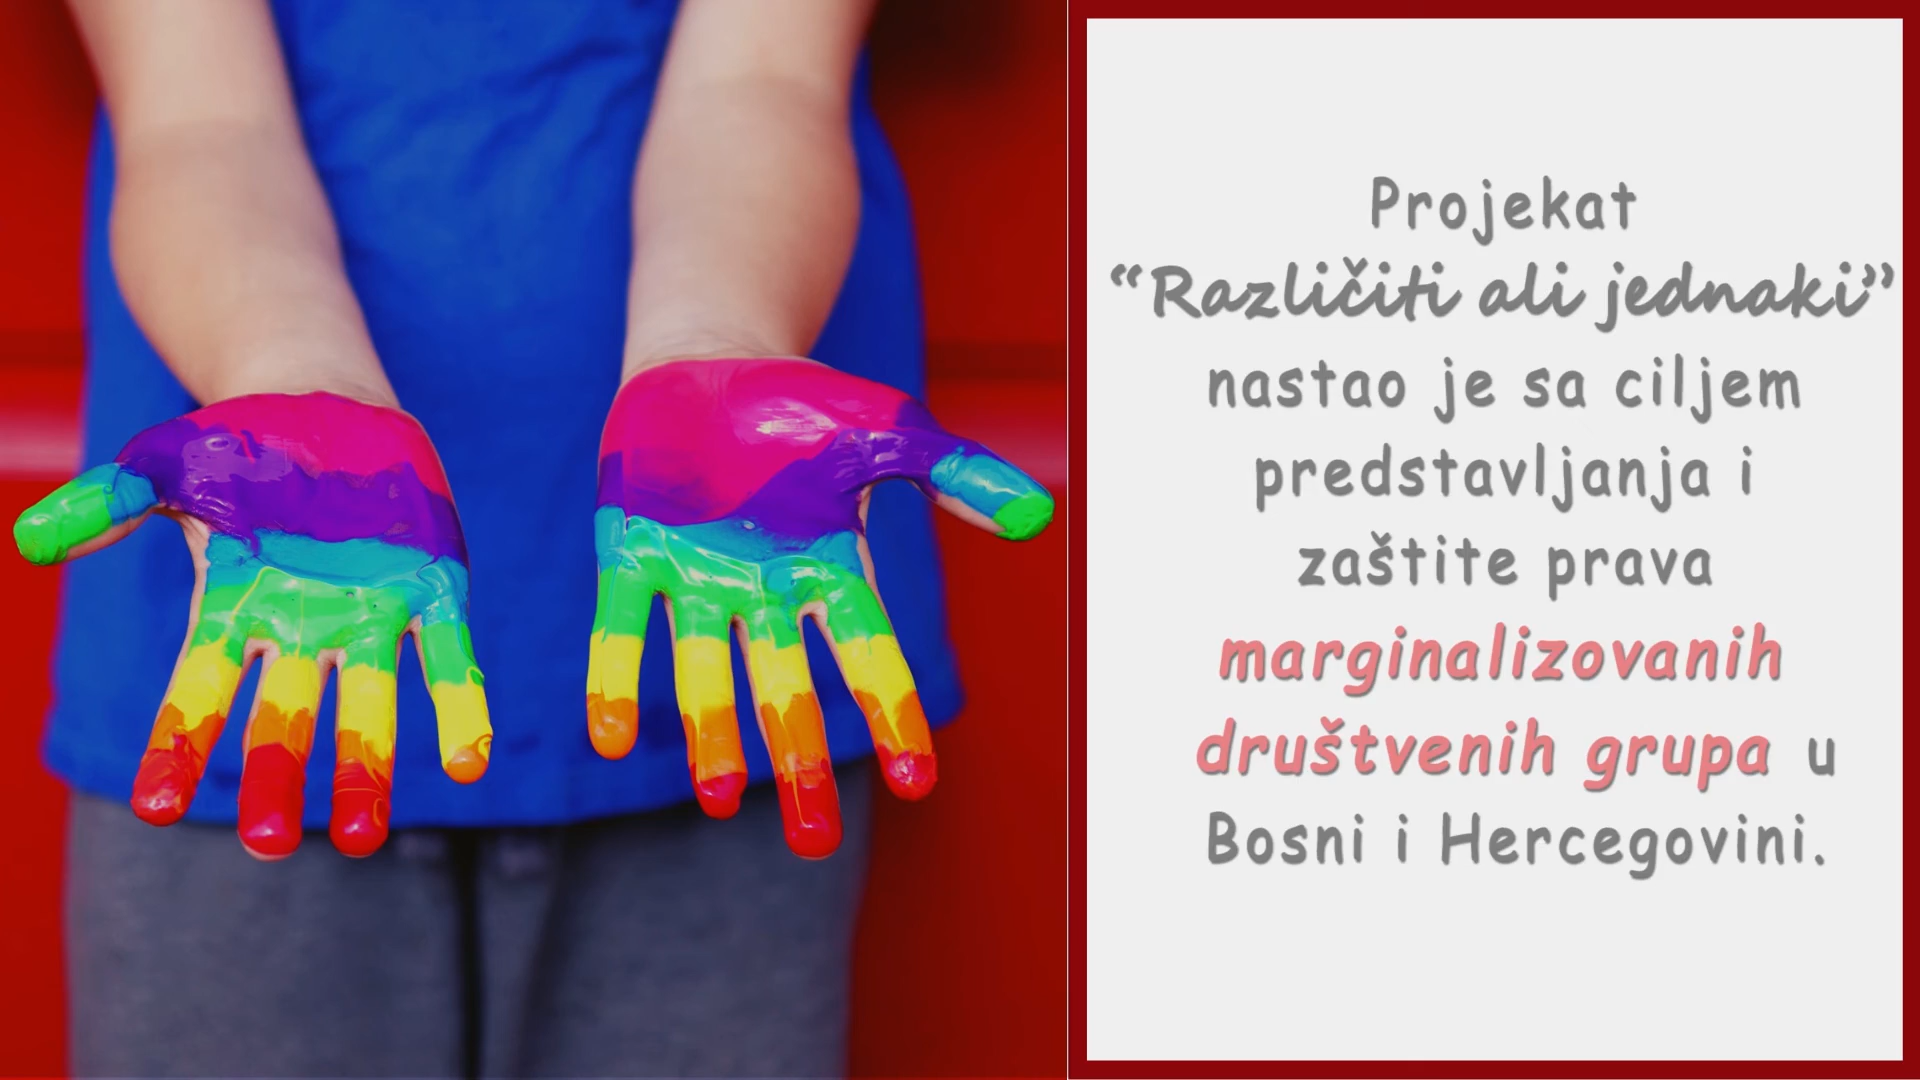 Projekat
“Različiti ali jednaki”
nastao je sa ciljem
predstavljanja i
zaštite prava
marginalizovanih
društvenih grupa u
Bosni i Hercegovini.